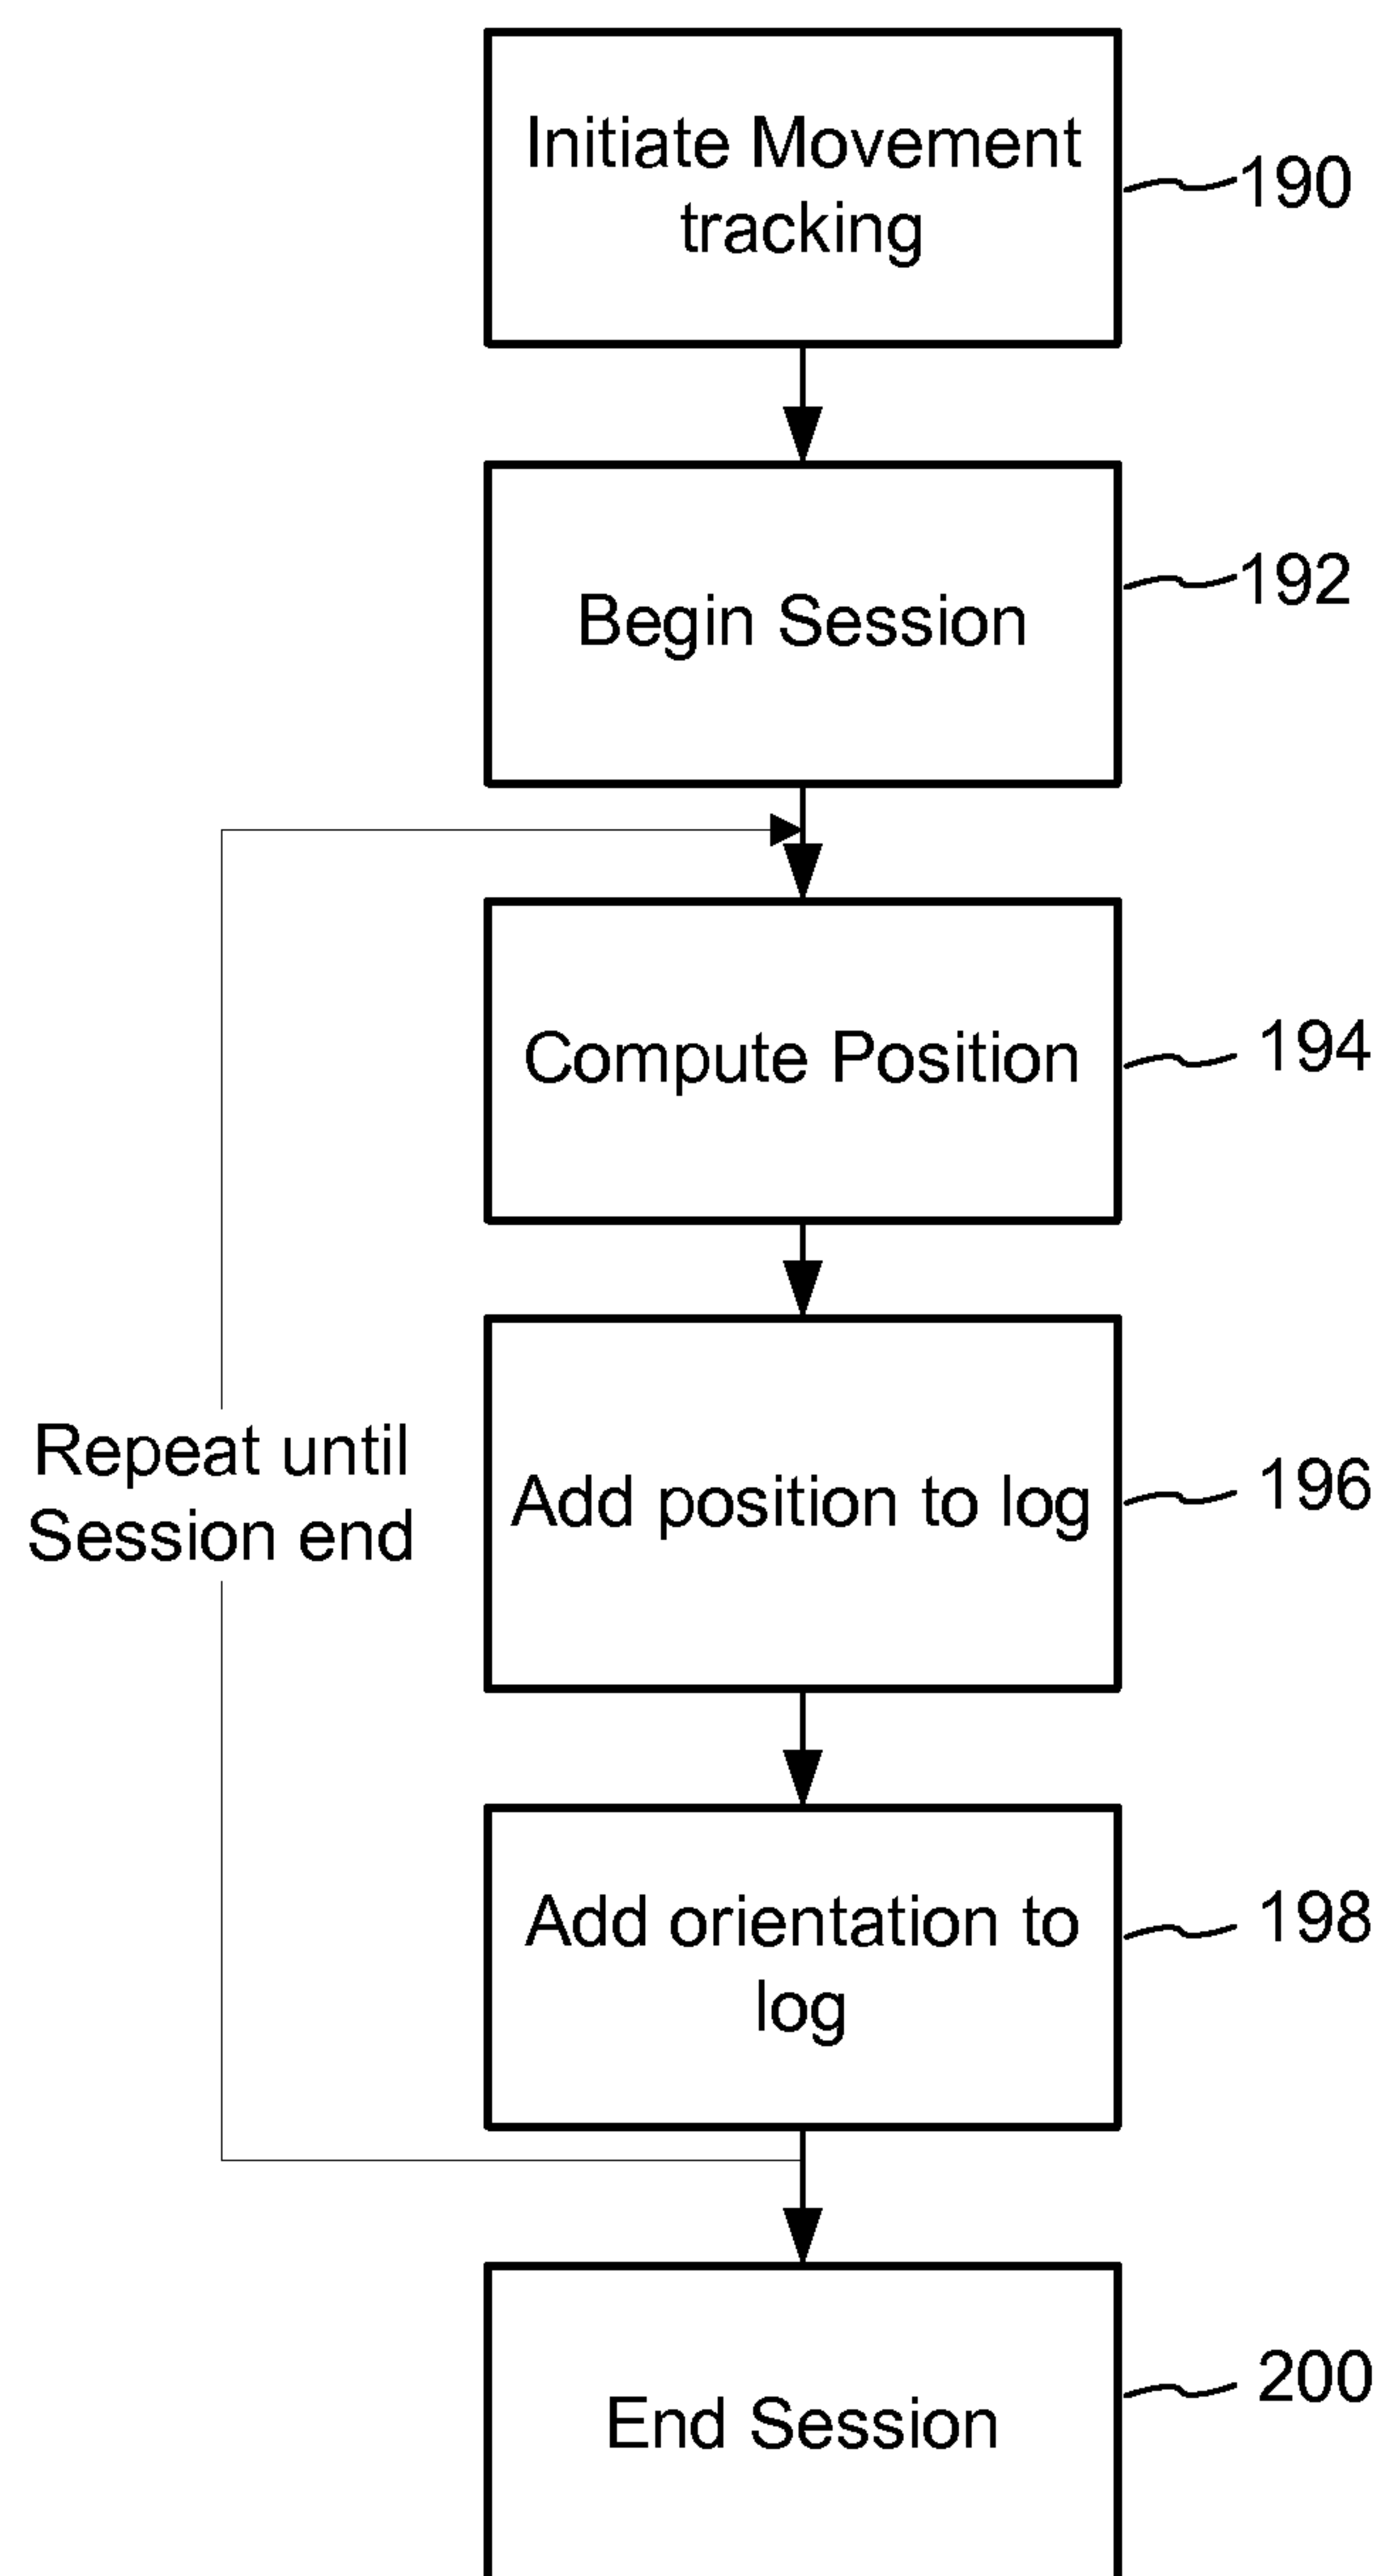 Initiate Movement
tracking
190
Begin Session
192
Compute Position
194
Repeat until
Session end
Add position to log
196
Add orientation to
log
198
End Session
200